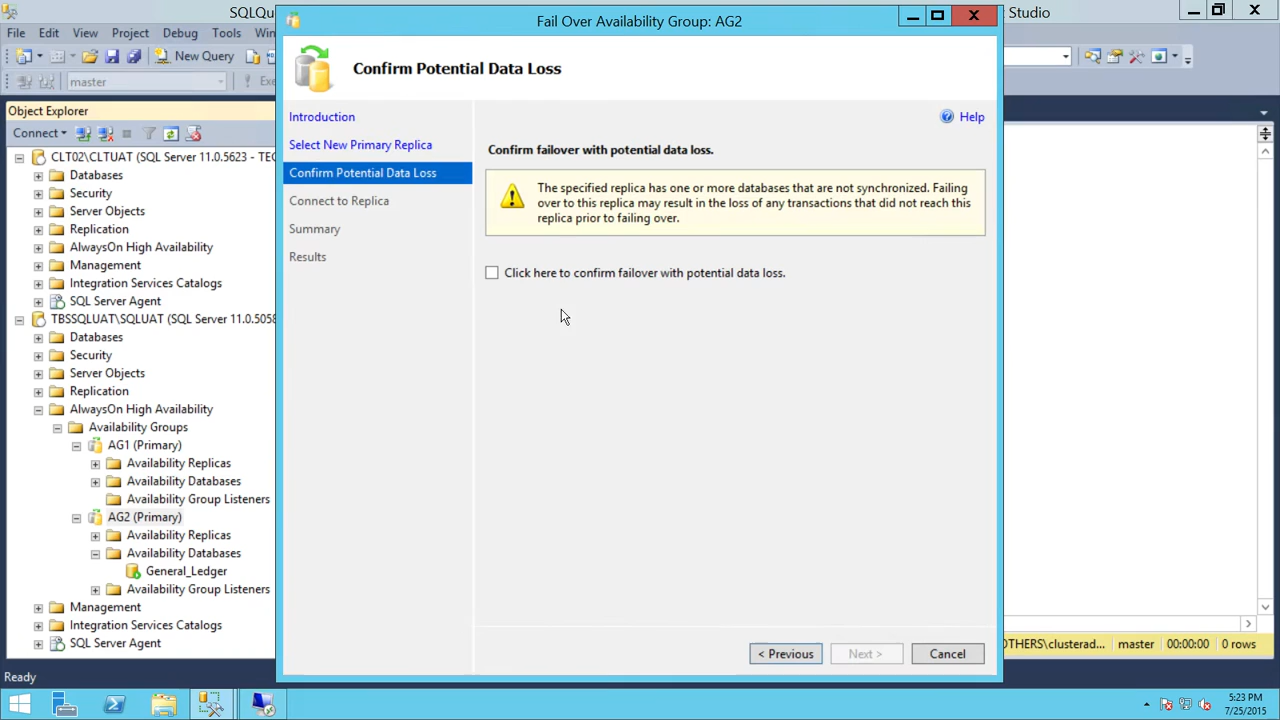 SQLQu
Studio
Fail Over Availability Group: AG2
File Edit View Project Debug Tools Win
New Query
master
Exe
Object Explorer
Connect
CLT02\CLTUAT (SQL Server 11.0.5623 - TEC
Databases
Security
Server Objects
Replication
AlwaysOn High Availability
Management
Integration Services Catalogs
SQL Server Agent
TBSSQLUAT\SQLUAT (SQL Server 11.0.5058
Databases
Security
Server Objects
Replication
AlwaysOn High Availability
Availability Groups
AG1 (Primary)
Availability Replicas
Availability Databases
Availability Group Listeners
AG2 (Primary)
Availability Replicas
Availability Databases
General_Ledger
Availability Group Listeners
Management
Integration Services Catalogs
SQL Server Agent
Confirm Potential Data Loss
Introduction
Select New Primary Replica
Confirm Potential Data Loss
Connect to Replica
Summary
Results
Help
Confirm failover with potential data loss.
The specified replica has one or more databases that are not synchronized. Failing
over to this replica may result in the loss of any transactions that did not reach this
replica prior to failing over.
Click here to confirm failover with potential data loss.
< Previous
Next >
Cancel
OTHERS\clusterad... master 00:00:00 0 rows
Ready
5:23 PM
7/25/2015